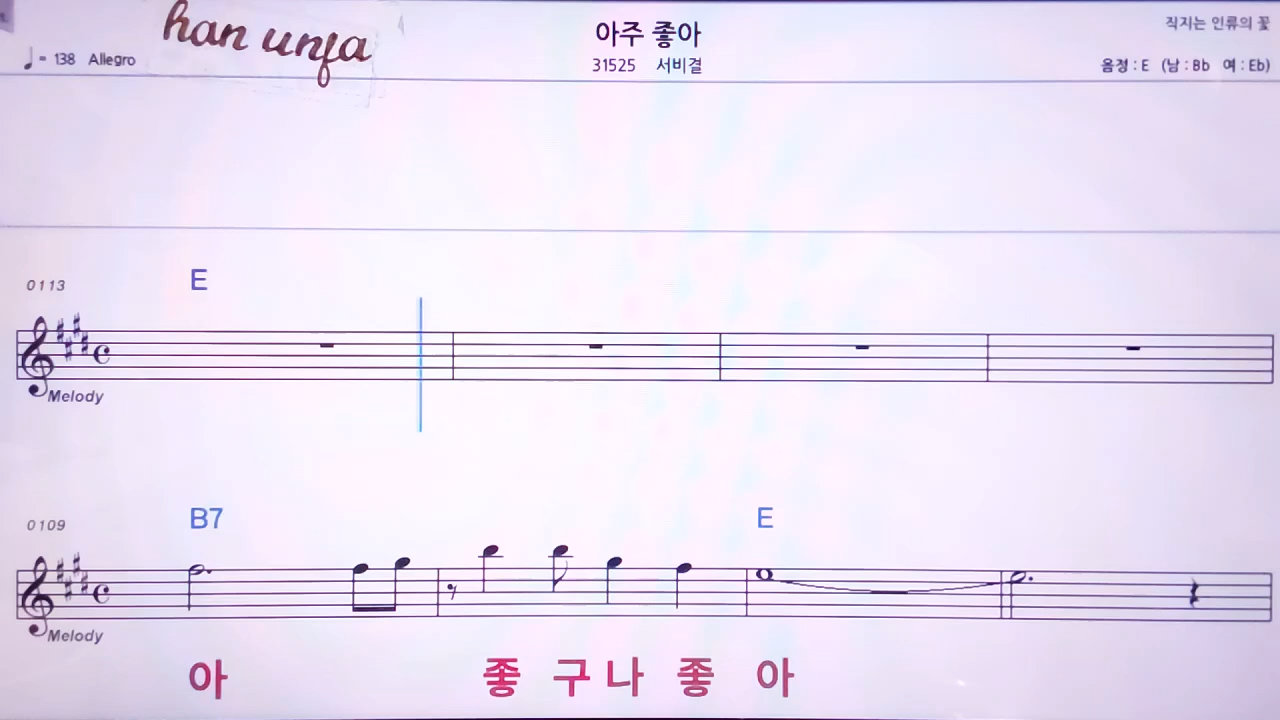 han unja
아주 좋아
직지는 인류의 꽃
= 138 Allegro
31525 서비결
음정 : E (남 : Bb 여 : Eb)
0113
E
Melody
0109
B7 E
Melody
아 좋 구 나 좋 아